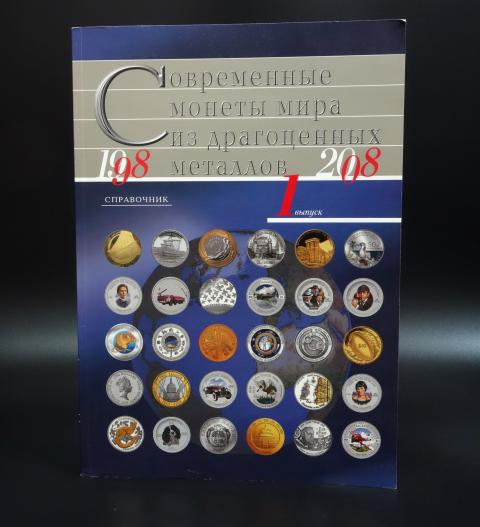 Современные
монеты мира
из драгоценных
металлов
1998 2008
СПРАВОЧНИК
1 выпуск